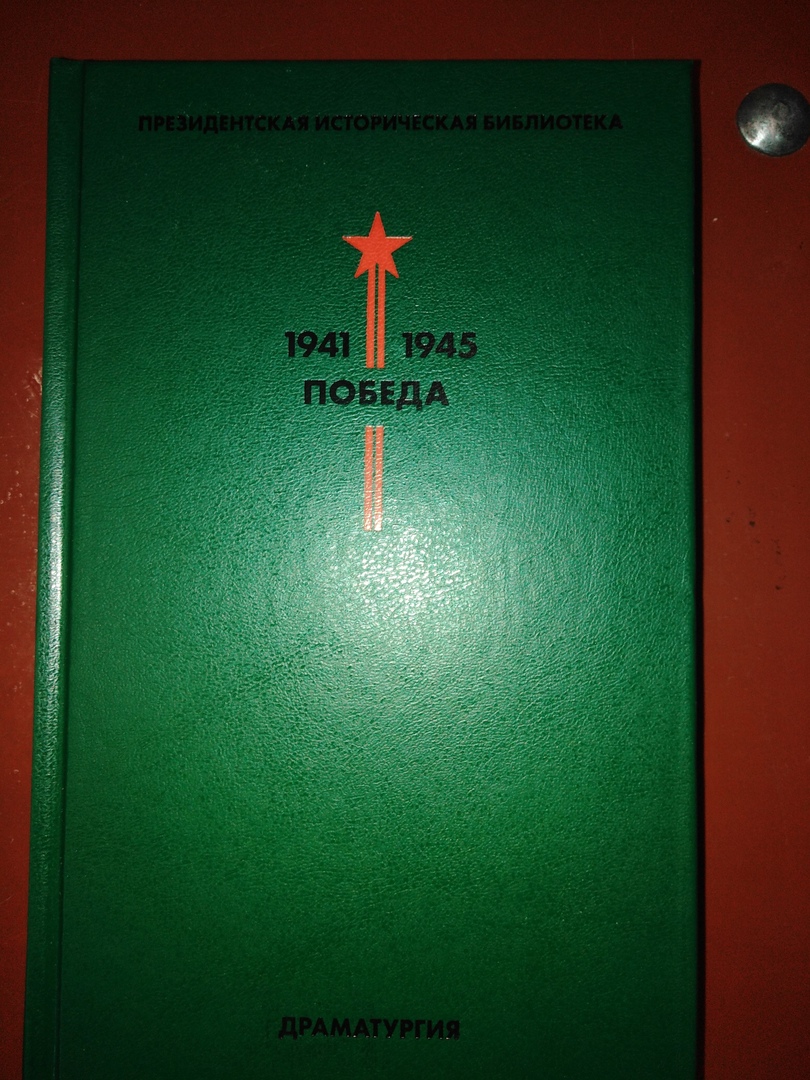 ПРЕЗИДЕНТСКАЯ ИСТОРИЧЕСКАЯ БИБЛИОТЕКА
1941 1945
ПОБЕДА
ДРАМАТУРГИЯ